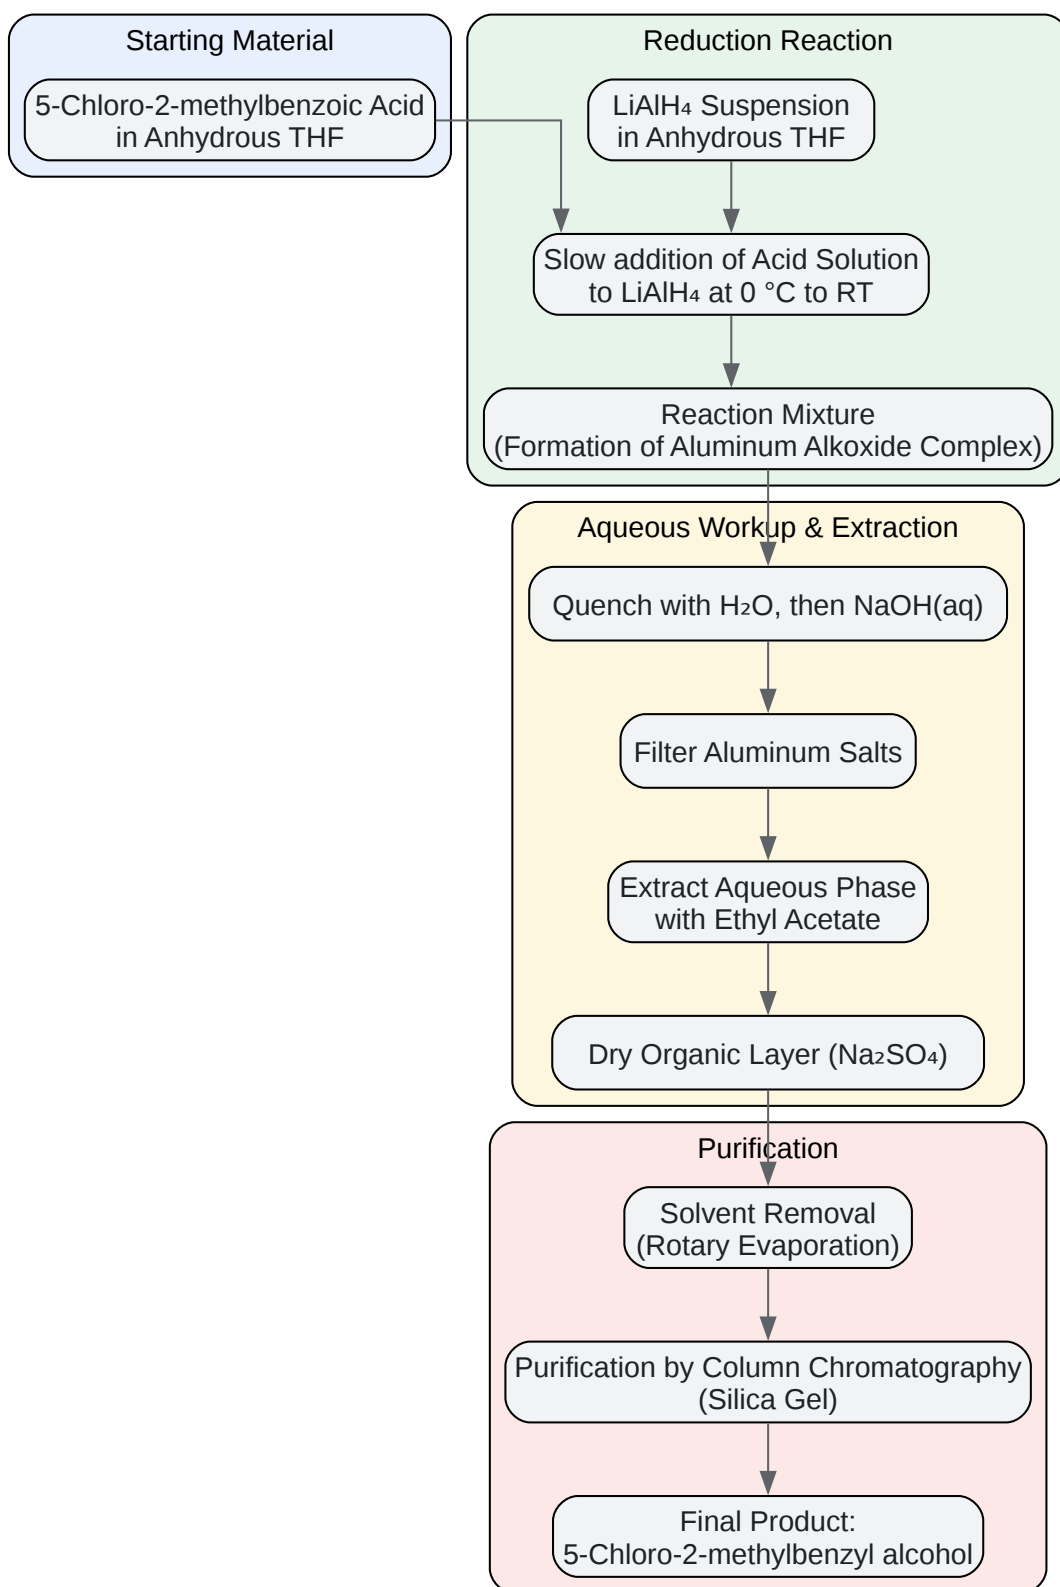 Starting Material
5-Chloro-2-methylbenzoic Acid
in Anhydrous THF
Reduction Reaction
LiAlH₄ Suspension
in Anhydrous THF
Slow addition of Acid Solution
to LiAlH₄ at 0 °C to RT
Reaction Mixture
(Formation of Aluminum Alkoxide Complex)
Aqueous Workup & Extraction
Quench with H₂O, then NaOH(aq)
Filter Aluminum Salts
Extract Aqueous Phase
with Ethyl Acetate
Dry Organic Layer (Na₂SO₄)
Purification
Solvent Removal
(Rotary Evaporation)
Purification by Column Chromatography
(Silica Gel)
Final Product:
5-Chloro-2-methylbenzyl alcohol